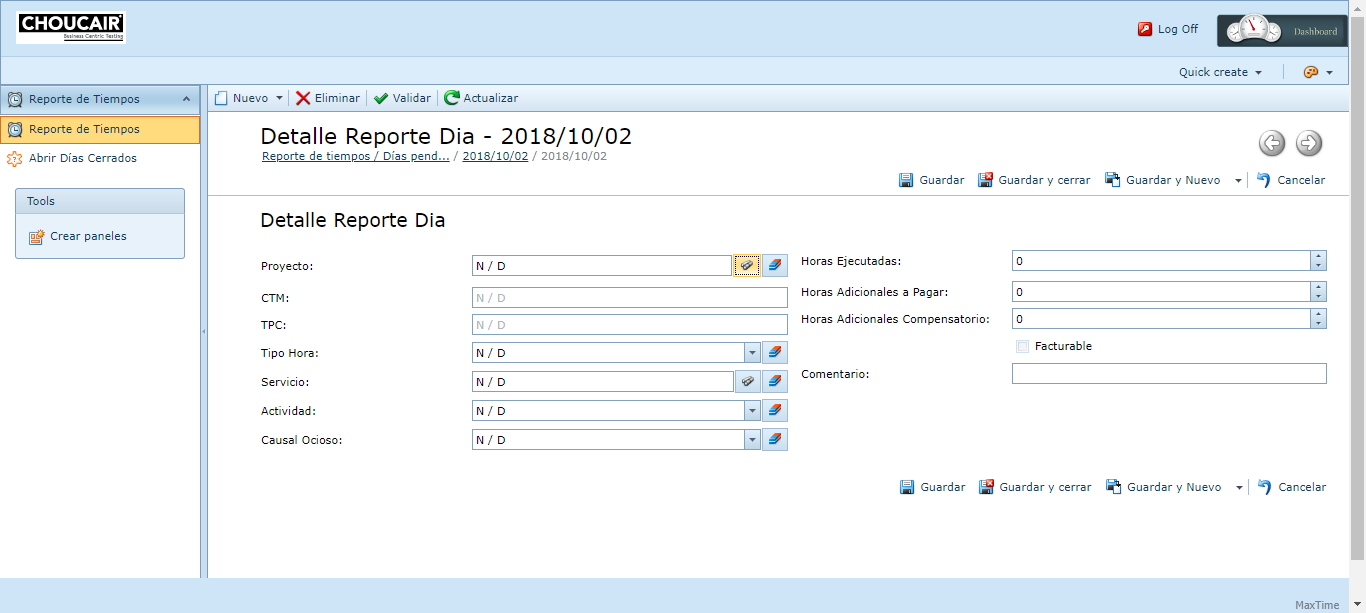 CHOUCAIR
Business Centric Testing
Log Off
Dashboard
Quick create
Reporte de Tiempos
Reporte de Tiempos
Abrir Días Cerrados
Tools
Crear paneles
Nuevo Eliminar Validar Actualizar
Detalle Reporte Dia - 2018/10/02
Reporte de tiempos / Días pend... / 2018/10/02 / 2018/10/02
Guardar Guardar y cerrar Guardar y Nuevo Cancelar
Detalle Reporte Dia
Proyecto: N / D
CTM: N / D
TPC: N / D
Tipo Hora: N / D
Servicio: N / D
Actividad: N / D
Causal Ocioso: N / D
Horas Ejecutadas: 0
Horas Adicionales a Pagar: 0
Horas Adicionales Compensatorio: 0
Facturable
Comentario:
Guardar Guardar y cerrar Guardar y Nuevo Cancelar
MaxTime